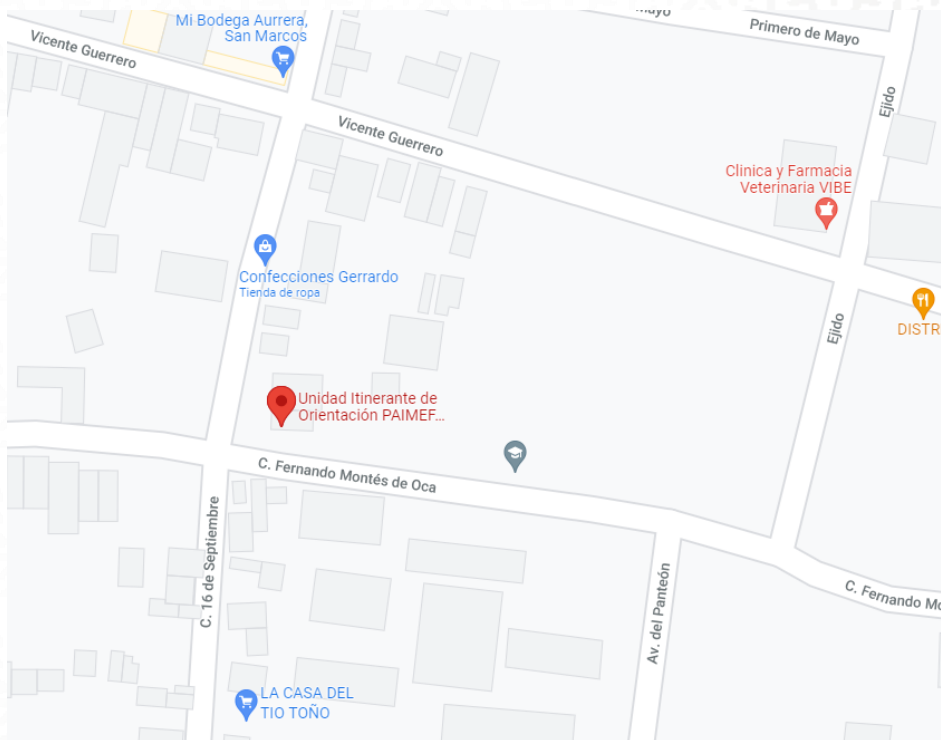 Mi Bodega Aurrera,
San Marcos
Mayo
Primero de Mayo
Vicente Guerrero
Ejido
Vicente Guerrero
Clinica y Farmacia
Veterinaria VIBE
Confecciones Gerrardo
Tienda de ropa
Ejido
DISTR
Unidad Itinerante de
Orientación PAIMEF...
C. Fernando Montés de Oca
C. 16 de Septiembre
Av. del Panteón
C. Fernando Mo
LA CASA DEL
TIO TOÑO